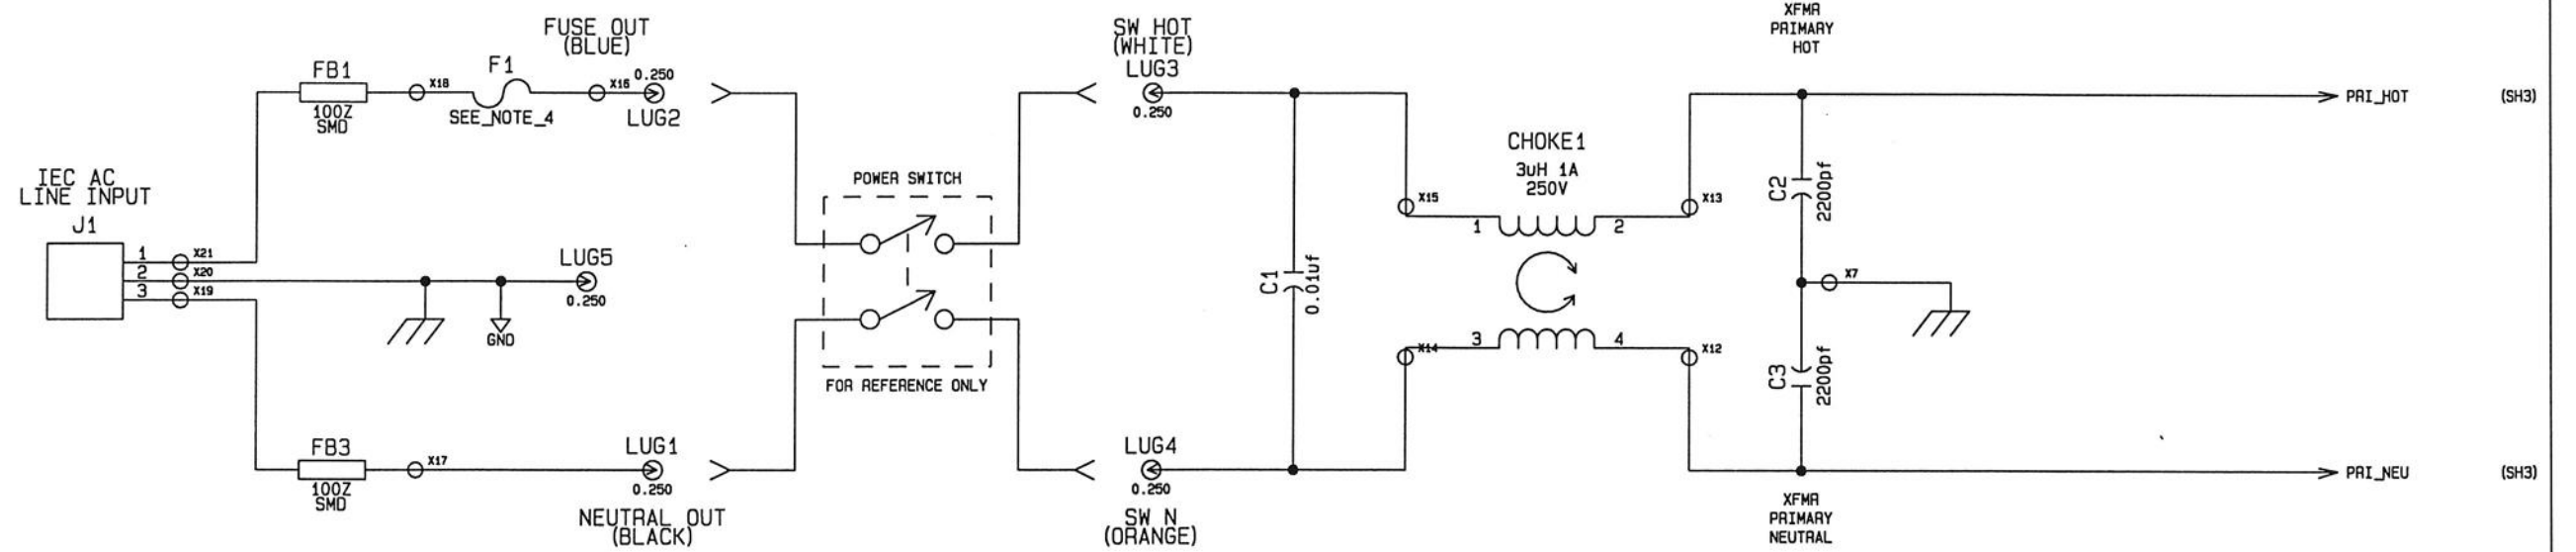 IEC AC
LINE INPUT
J1
1
2
3
X21
X20
X19
FB1
100Z
SMD
X18
F1
SEE_NOTE_4
FUSE OUT
(BLUE)
X16
0.250
LUG2
LUG5
0.250
GND
FB3
100Z
SMD
X17
LUG1
0.250
NEUTRAL OUT
(BLACK)
POWER SWITCH
FOR REFERENCE ONLY
SW HOT
(WHITE)
LUG3
0.250
LUG4
0.250
SW N
(ORANGE)
C1
0.01uf
X15
X14
CHOKE1
3uH 1A
250V
1
2
3
4
X13
X12
XFMR
PRIMARY
HOT
C2
2200pf
X7
C3
2200pf
XFMR
PRIMARY
NEUTRAL
PRI_HOT
(SH3)
PRI_NEU
(SH3)